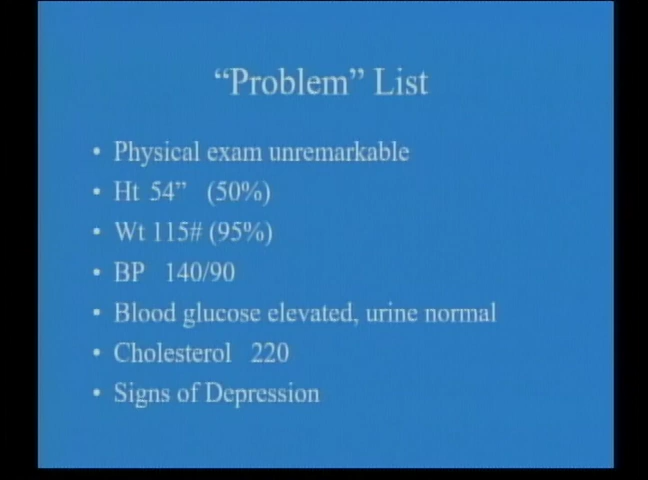 “Problem” List
• Physical exam unremarkable
• Ht 54” (50%)
• Wt 115# (95%)
• BP 140/90
• Blood glucose elevated, urine normal
• Cholesterol 220
• Signs of Depression